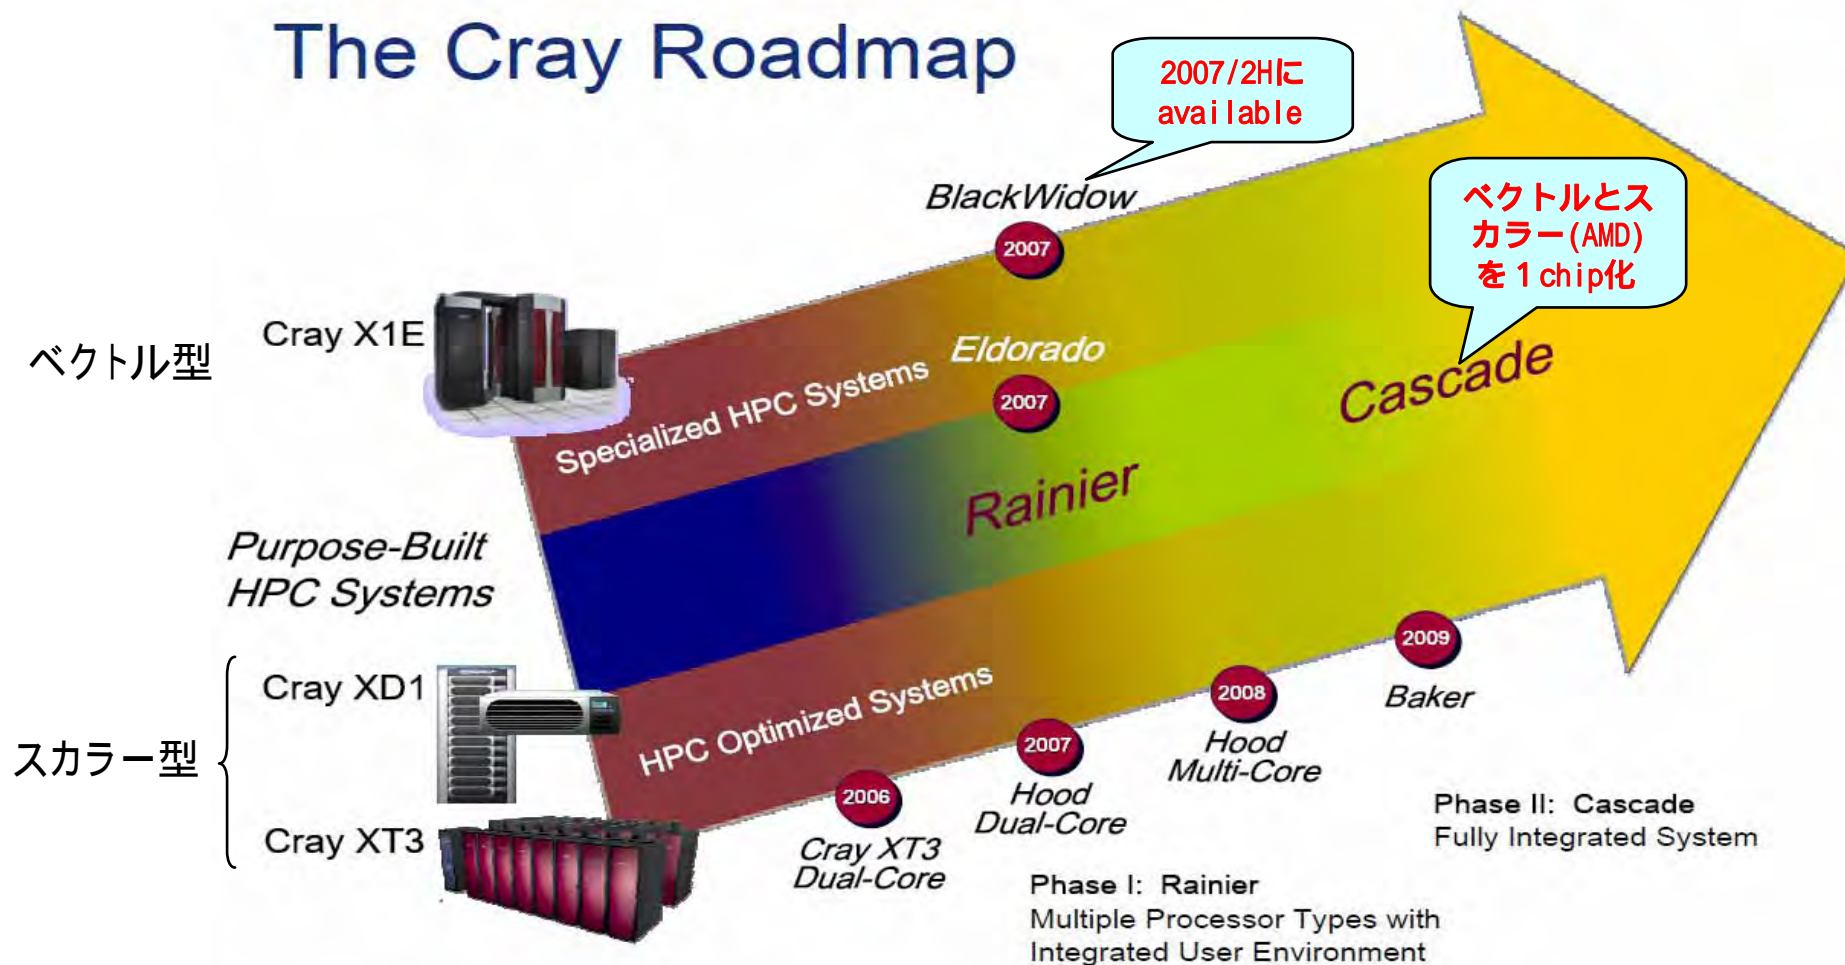 The Cray Roadmap
2007/2Hに
available
BlackWidow
2007
ベクトルとス
カラー(AMD)
を１chip化
Cray X1E
ベクトル型
Eldorado
2007
Specialized HPC Systems
Cascade
Rainier
Purpose-Built
HPC Systems
Cray XD1
スカラー型
Cray XT3
HPC Optimized Systems
2006
Cray XT3
Dual-Core
2007
Hood
Dual-Core
2008
Hood
Multi-Core
2009
Baker
Phase I: Rainier
Multiple Processor Types with
Integrated User Environment
Phase II: Cascade
Fully Integrated System